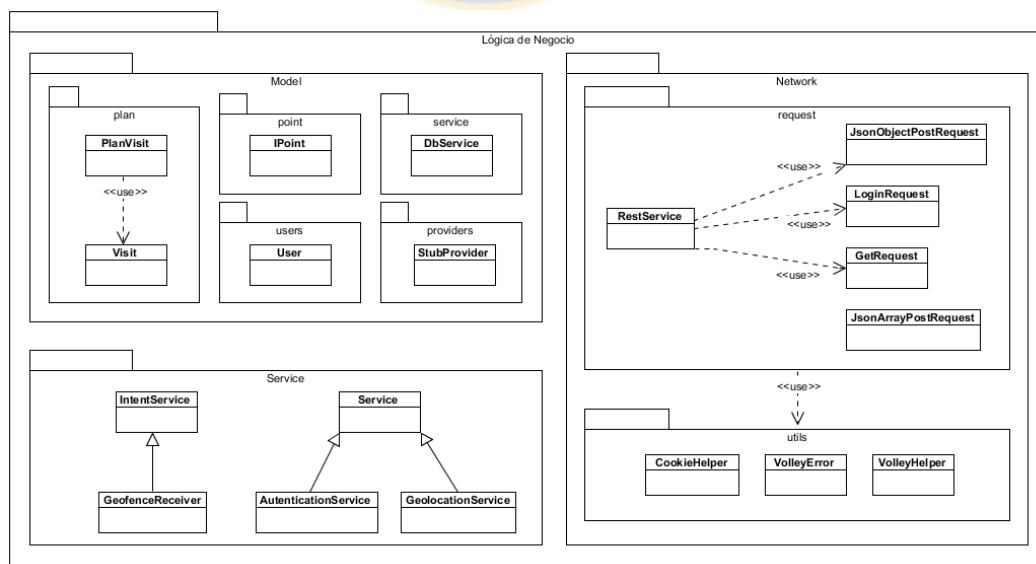 Lógica de Negocio
Model
plan
PlanVisit
<<use>>
Visit
point
IPoint
service
DbService
users
User
providers
StubProvider
Service
IntentService
Service
GeofenceReceiver
AutenticationService
GeolocationService
Network
request
JsonObjectPostRequest
<<use>>
LoginRequest
RestService
<<use>>
GetRequest
<<use>>
JsonArrayPostRequest
<<use>>
utils
CookieHelper
VolleyError
VolleyHelper